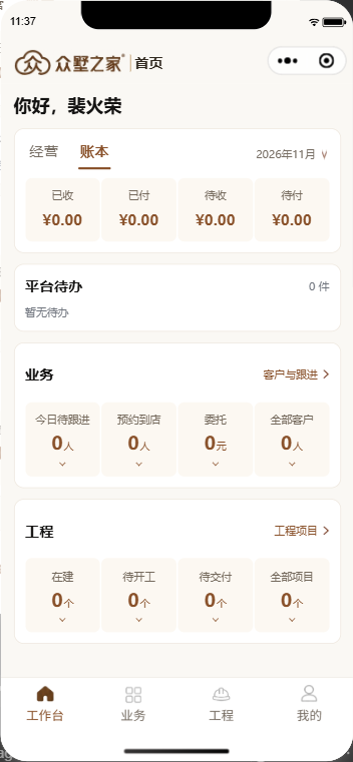 11:37
众墅之家 首页
你好，裴火荣
经营 账本 2026年11月
已收 已付 待收 待付
¥0.00 ¥0.00 ¥0.00 ¥0.00
平台待办 0 件
暂无待办
业务 客户与跟进
今日待跟进 预约到店 委托 全部客户
0人 0人 0元 0人
工程 工程项目
在建 待开工 待交付 全部项目
0个 0个 0个 0个
工作台 业务 工程 我的